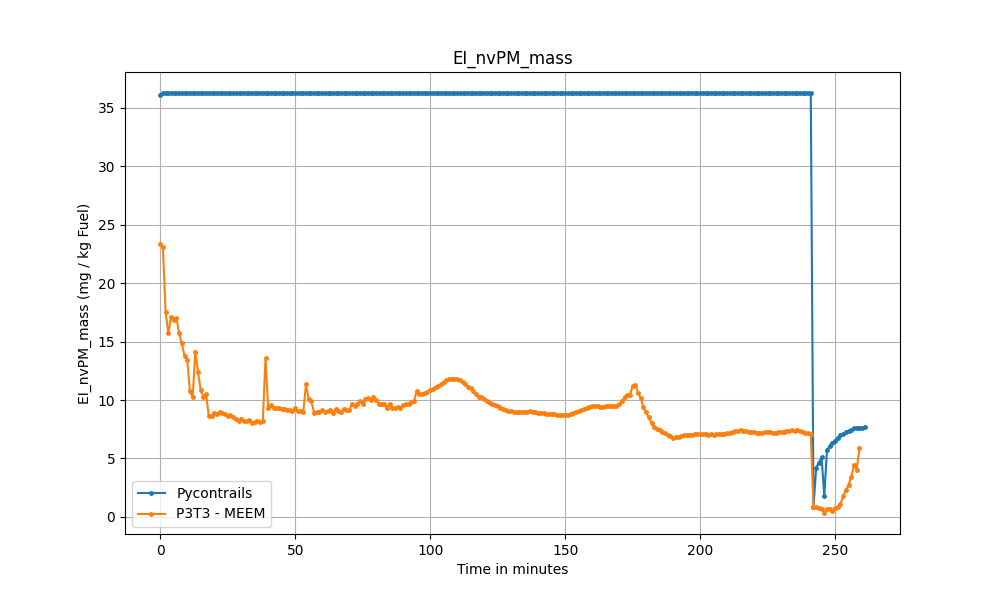 EI_nvPM_mass
EI_nvPM_mass (mg / kg Fuel)
35
30
25
20
15
10
5
0
Pycontrails
P3T3 - MEEM
0 50 100 150 200 250
Time in minutes